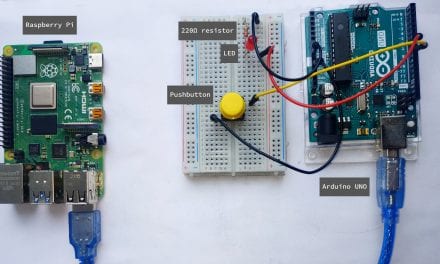 Raspberry Pi
220Ω resistor
LED
Pushbutton
Arduino UNO